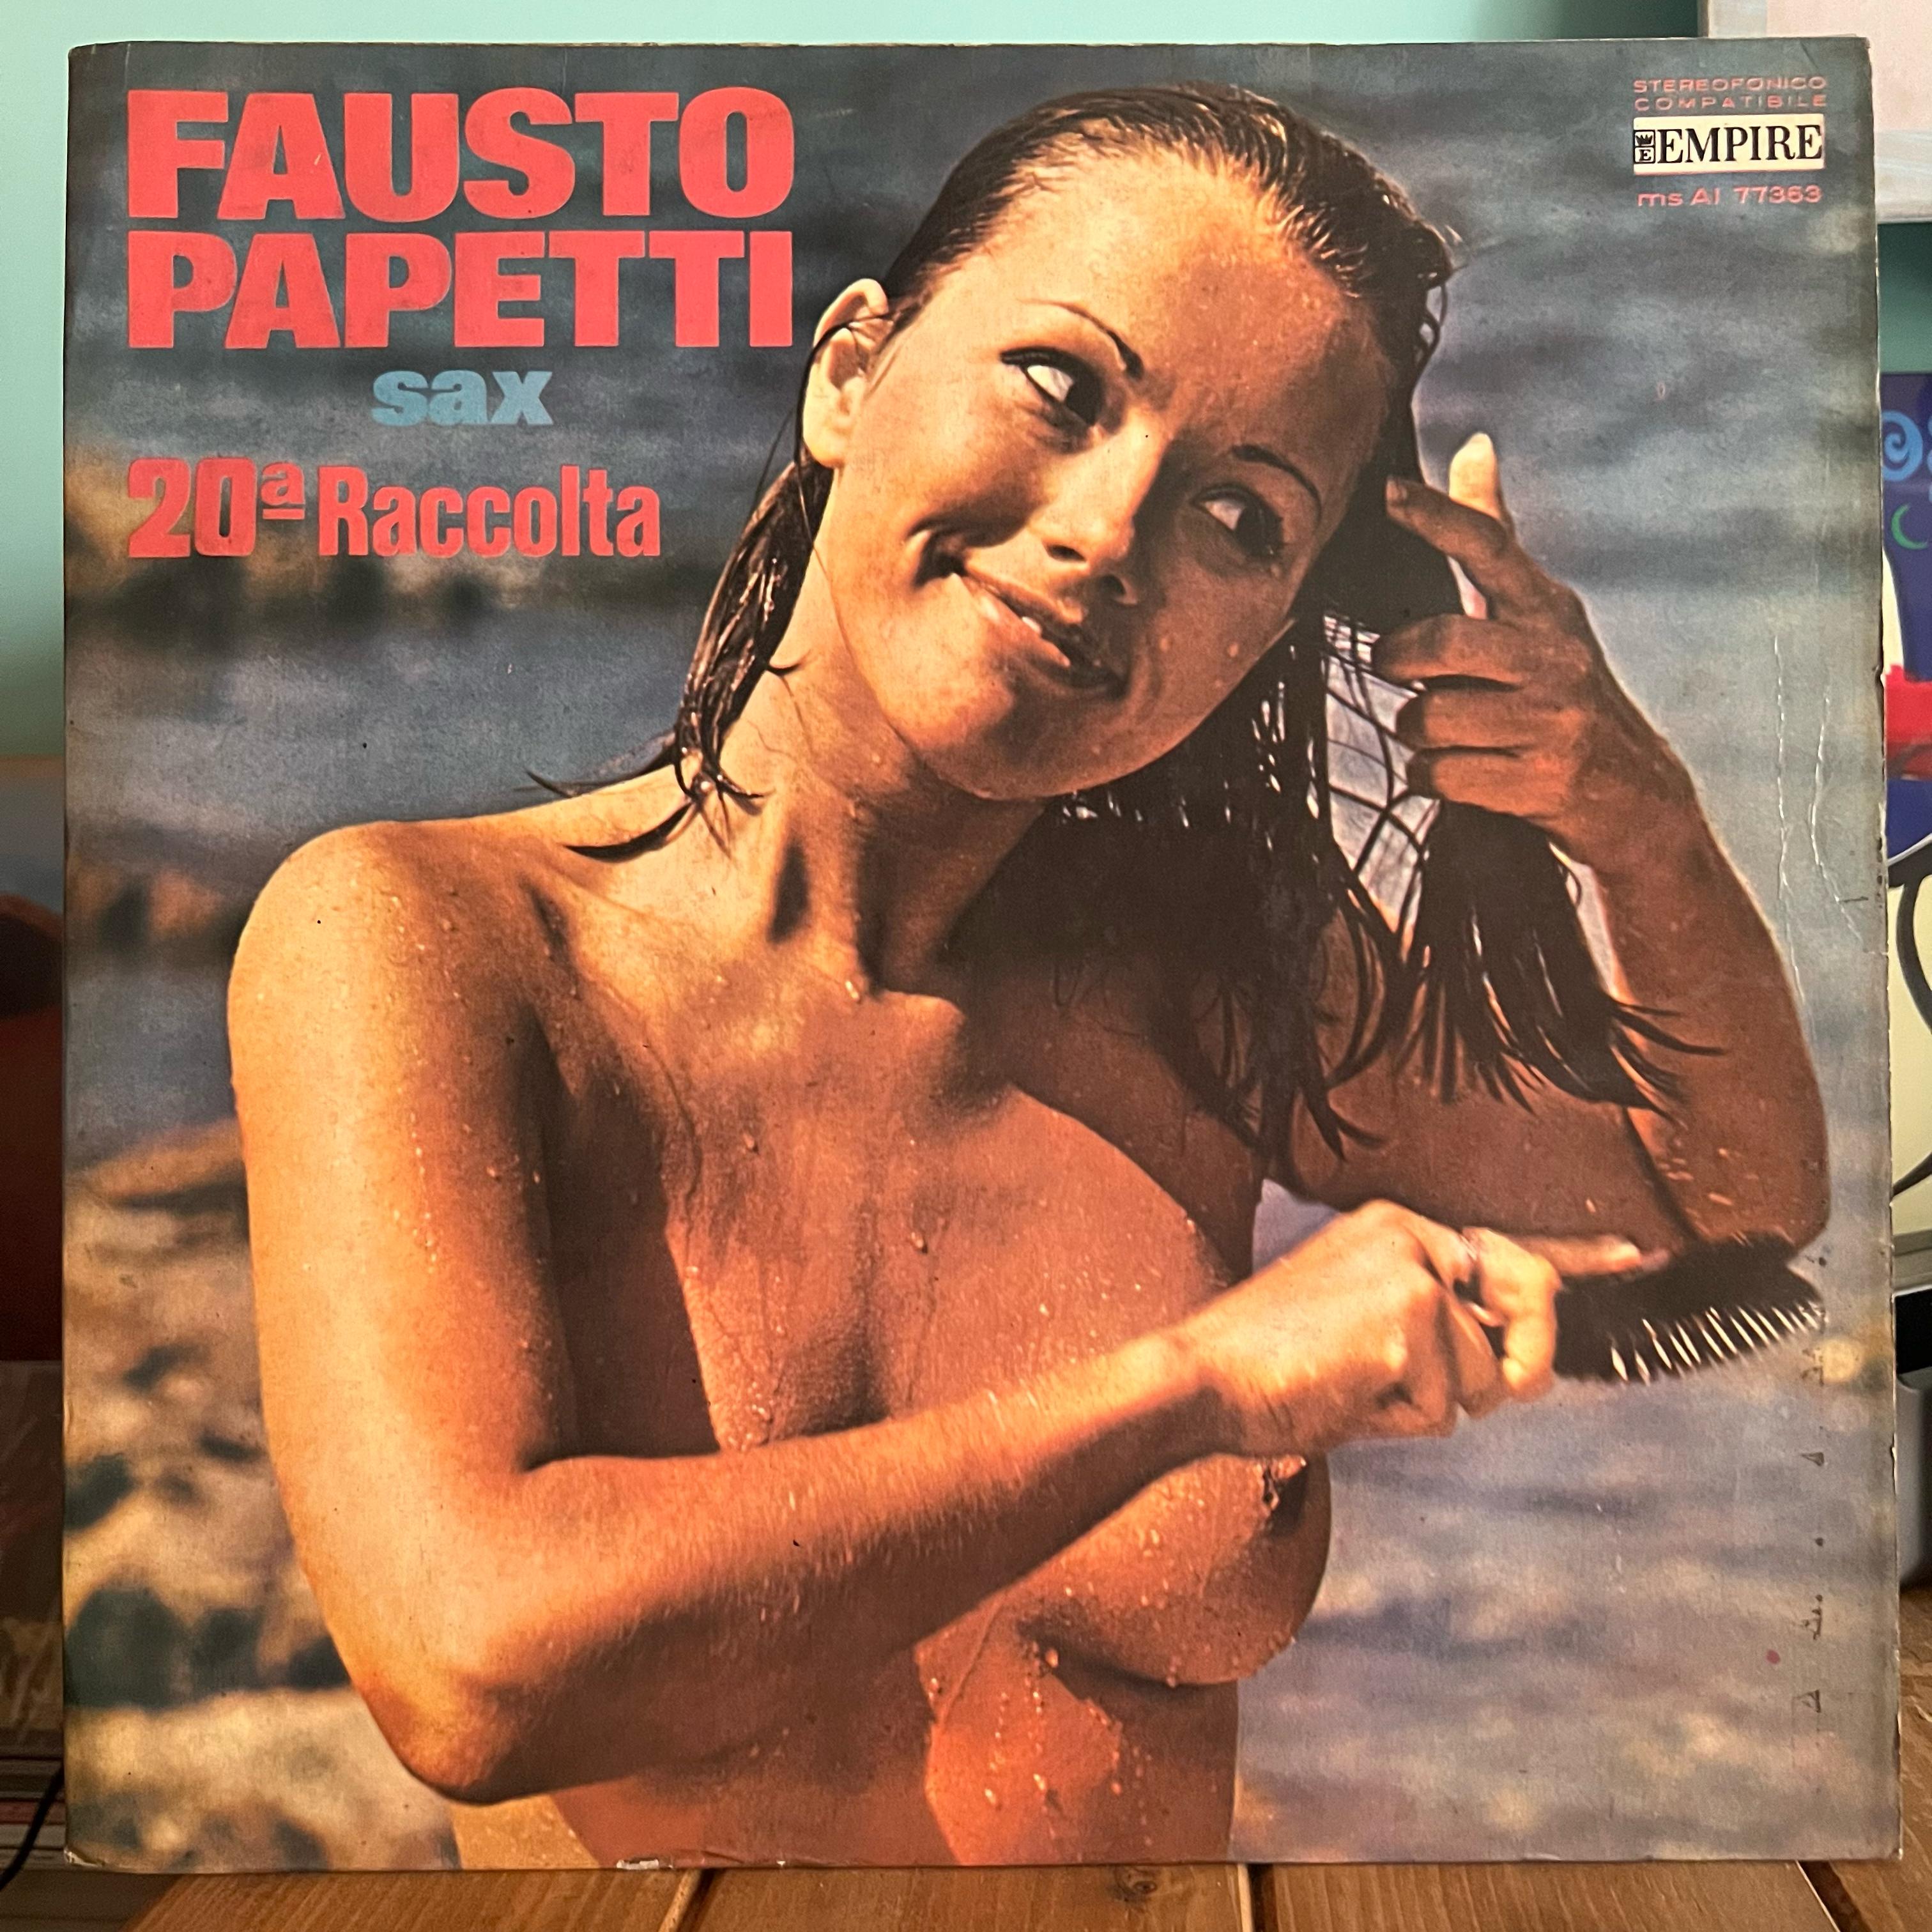 FAUSTO
PAPETTI
sax
20ª Raccolta
STEREOFONICO
COMPATIBILE
E EMPIRE
ms AI 77363